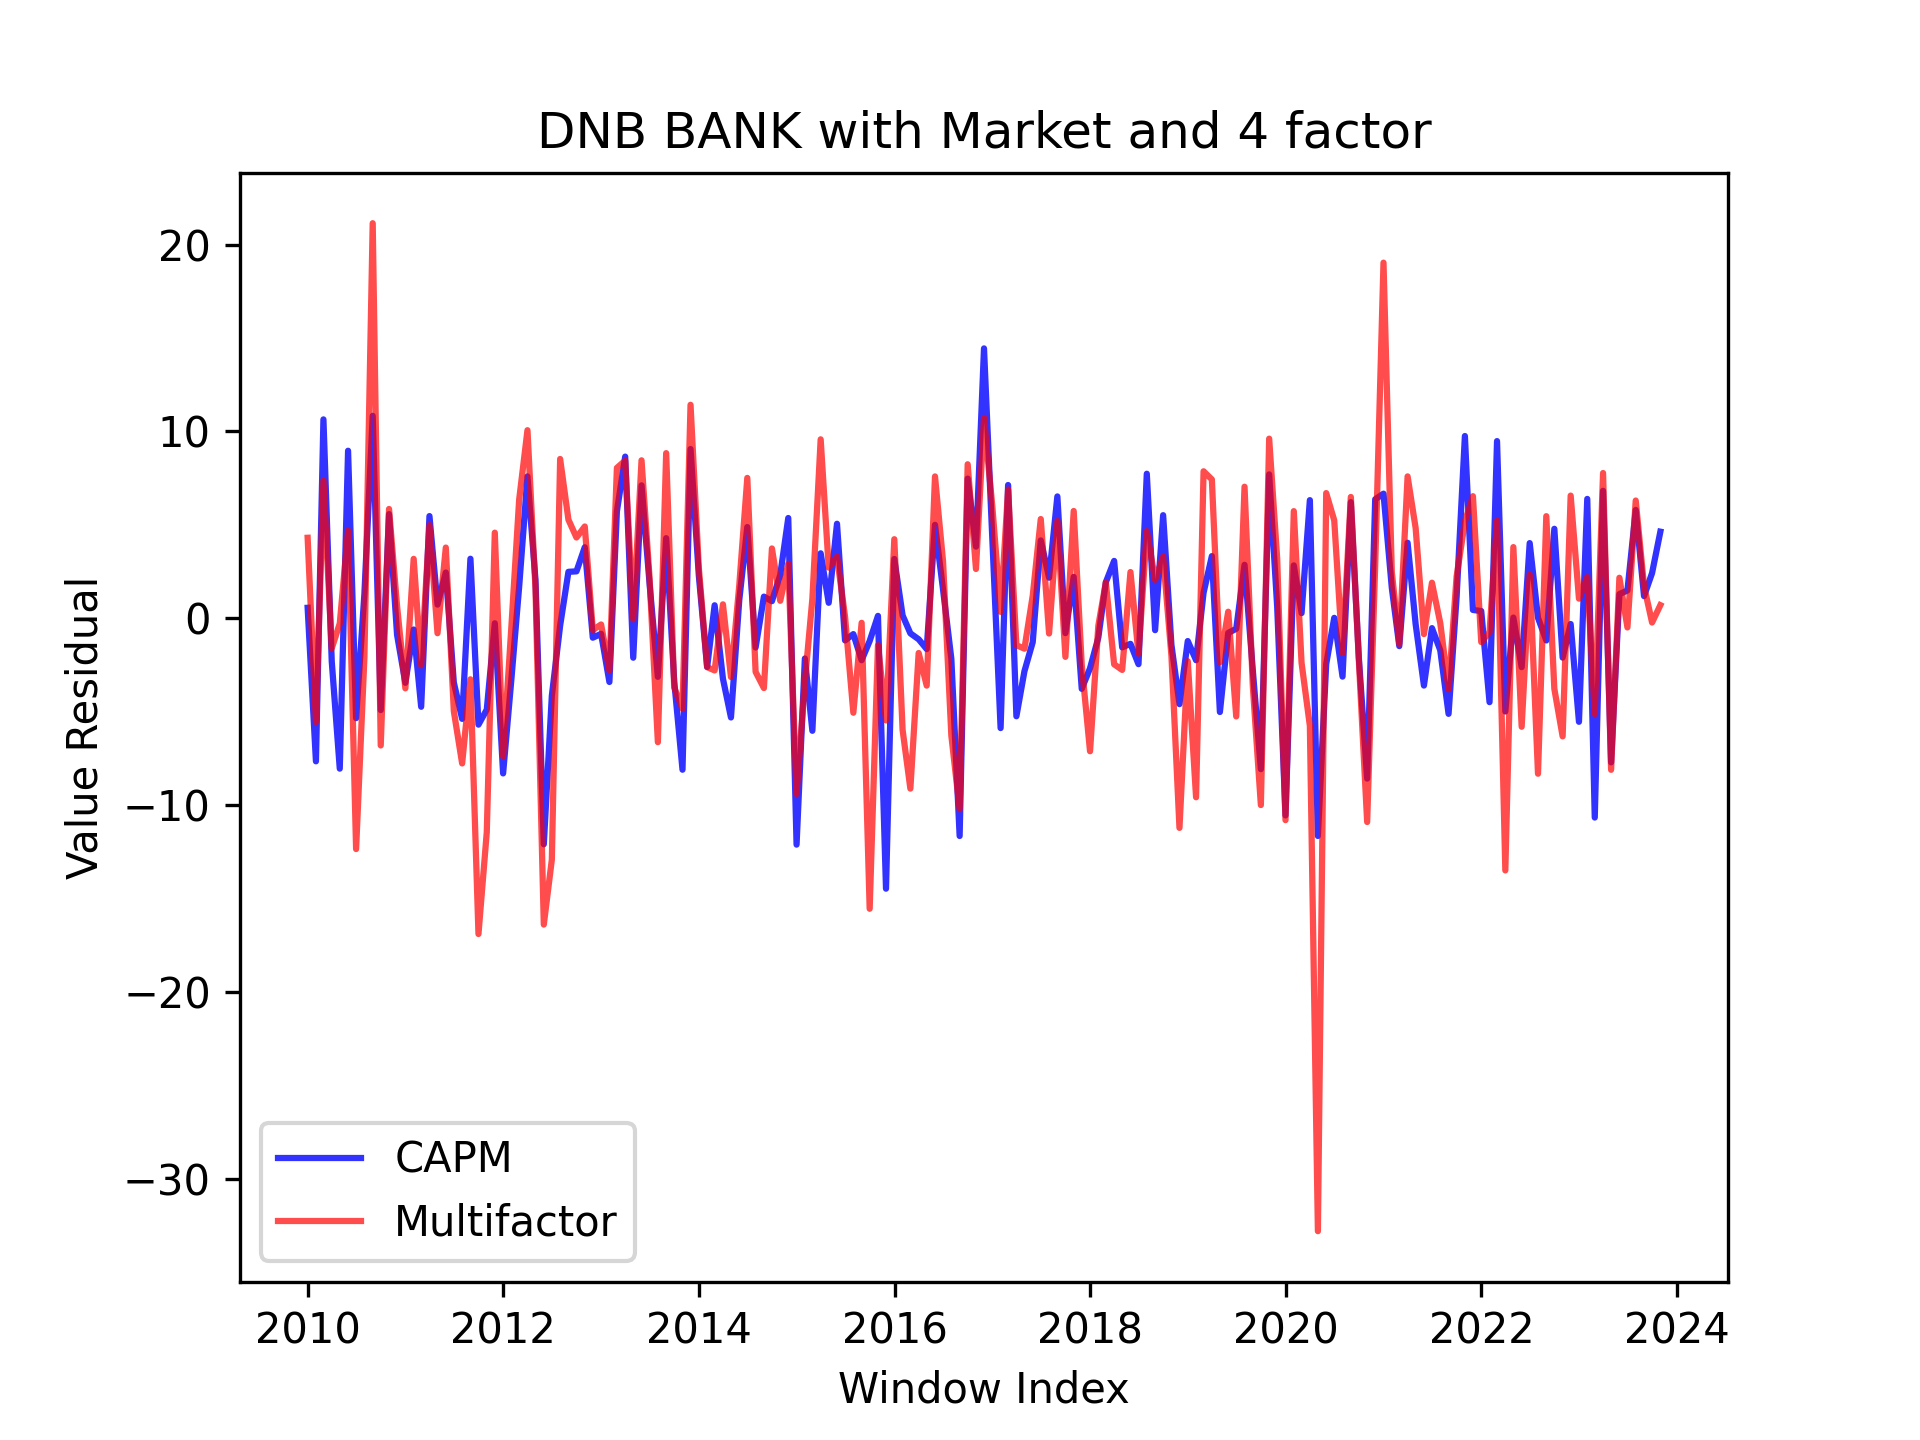 DNB BANK with Market and 4 factor
Value Residual
20
10
0
−10
−20
−30
CAPM
Multifactor
2010 2012 2014 2016 2018 2020 2022 2024
Window Index